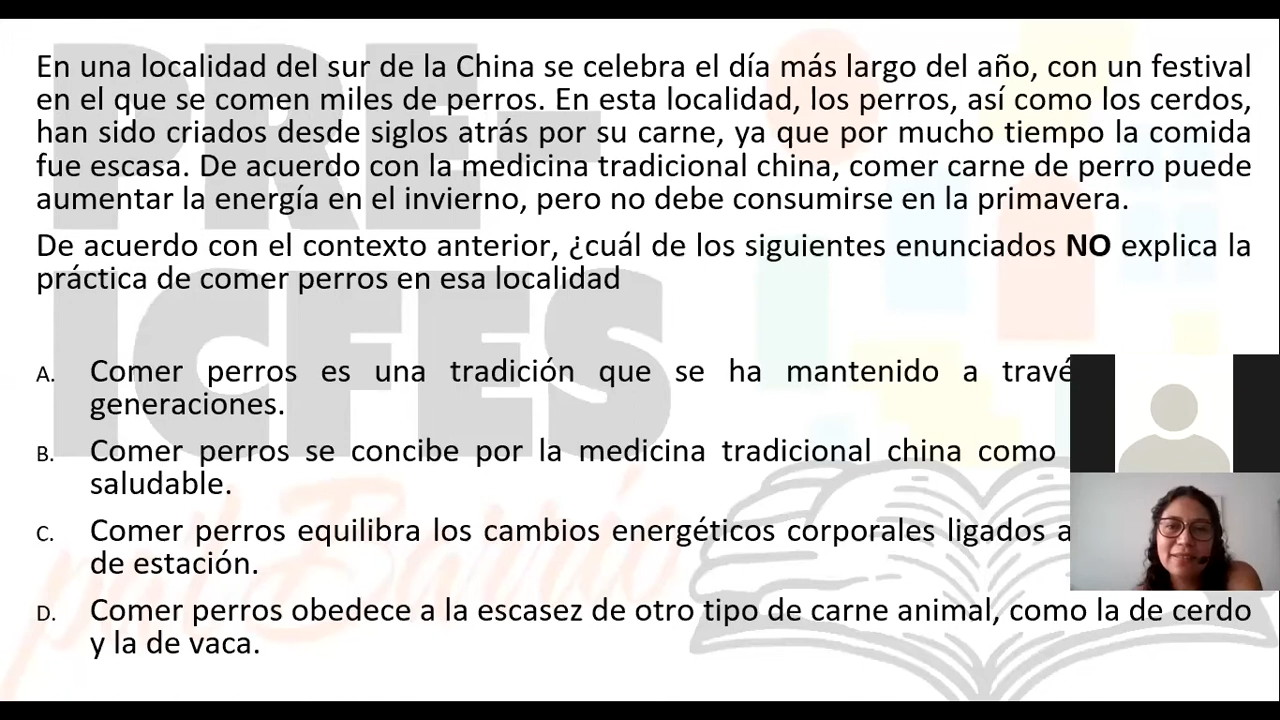 PRE-
ICFES
En una localidad del sur de la China se celebra el día más largo del año, con un festival
en el que se comen miles de perros. En esta localidad, los perros, así como los cerdos,
han sido criados desde siglos atrás por su carne, ya que por mucho tiempo la comida
fue escasa. De acuerdo con la medicina tradicional china, comer carne de perro puede
aumentar la energía en el invierno, pero no debe consumirse en la primavera.
De acuerdo con el contexto anterior, ¿cuál de los siguientes enunciados NO explica la
práctica de comer perros en esa localidad
A. Comer perros es una tradición que se ha mantenido a travé
generaciones.
B. Comer perros se concibe por la medicina tradicional china como
saludable.
C. Comer perros equilibra los cambios energéticos corporales ligados a
de estación.
D. Comer perros obedece a la escasez de otro tipo de carne animal, como la de cerdo
y la de vaca.